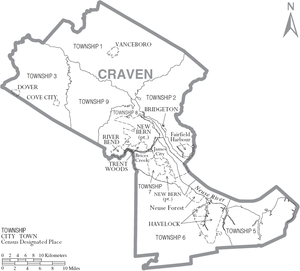 N
TOWNSHIP 1
VANCEBORO
CRAVEN
TOWNSHIP 3
DOVER
COVE CITY
TOWNSHIP 9
TOWNSHIP 2
TOWNSHIP 8
BRIDGETON
NEW
BERN
(pt.)
Fairfield
Harbour
RIVER
BEND
TRENT
WOODS
James
City
Brices
Creek
TOWNSHIP
7
NEW BERN
(pt.)
Neuse River
Neuse Forest
HAVELOCK
TOWNSHIP 6
TOWNSHIP 5
TOWNSHIP
CITY TOWN
Census Designated Place
0 2 4 6 8 10 Kilometers
0 2 4 6 8 10 Miles